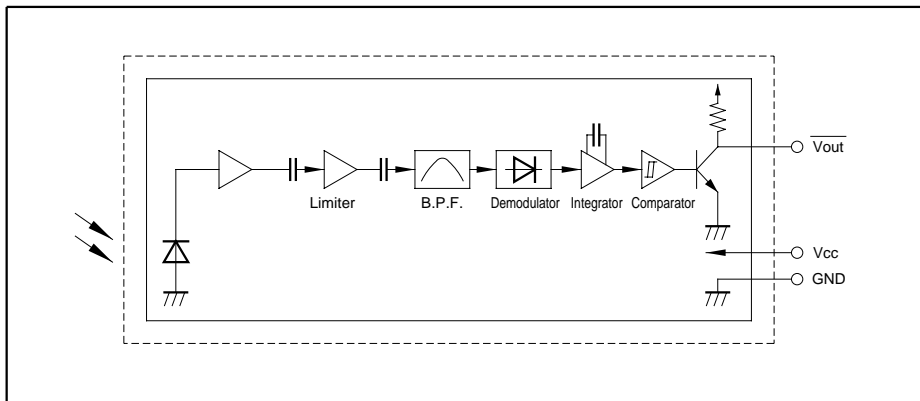 Vout
Limiter
B.P.F.
Demodulator
Integrator
Comparator
Vcc
GND